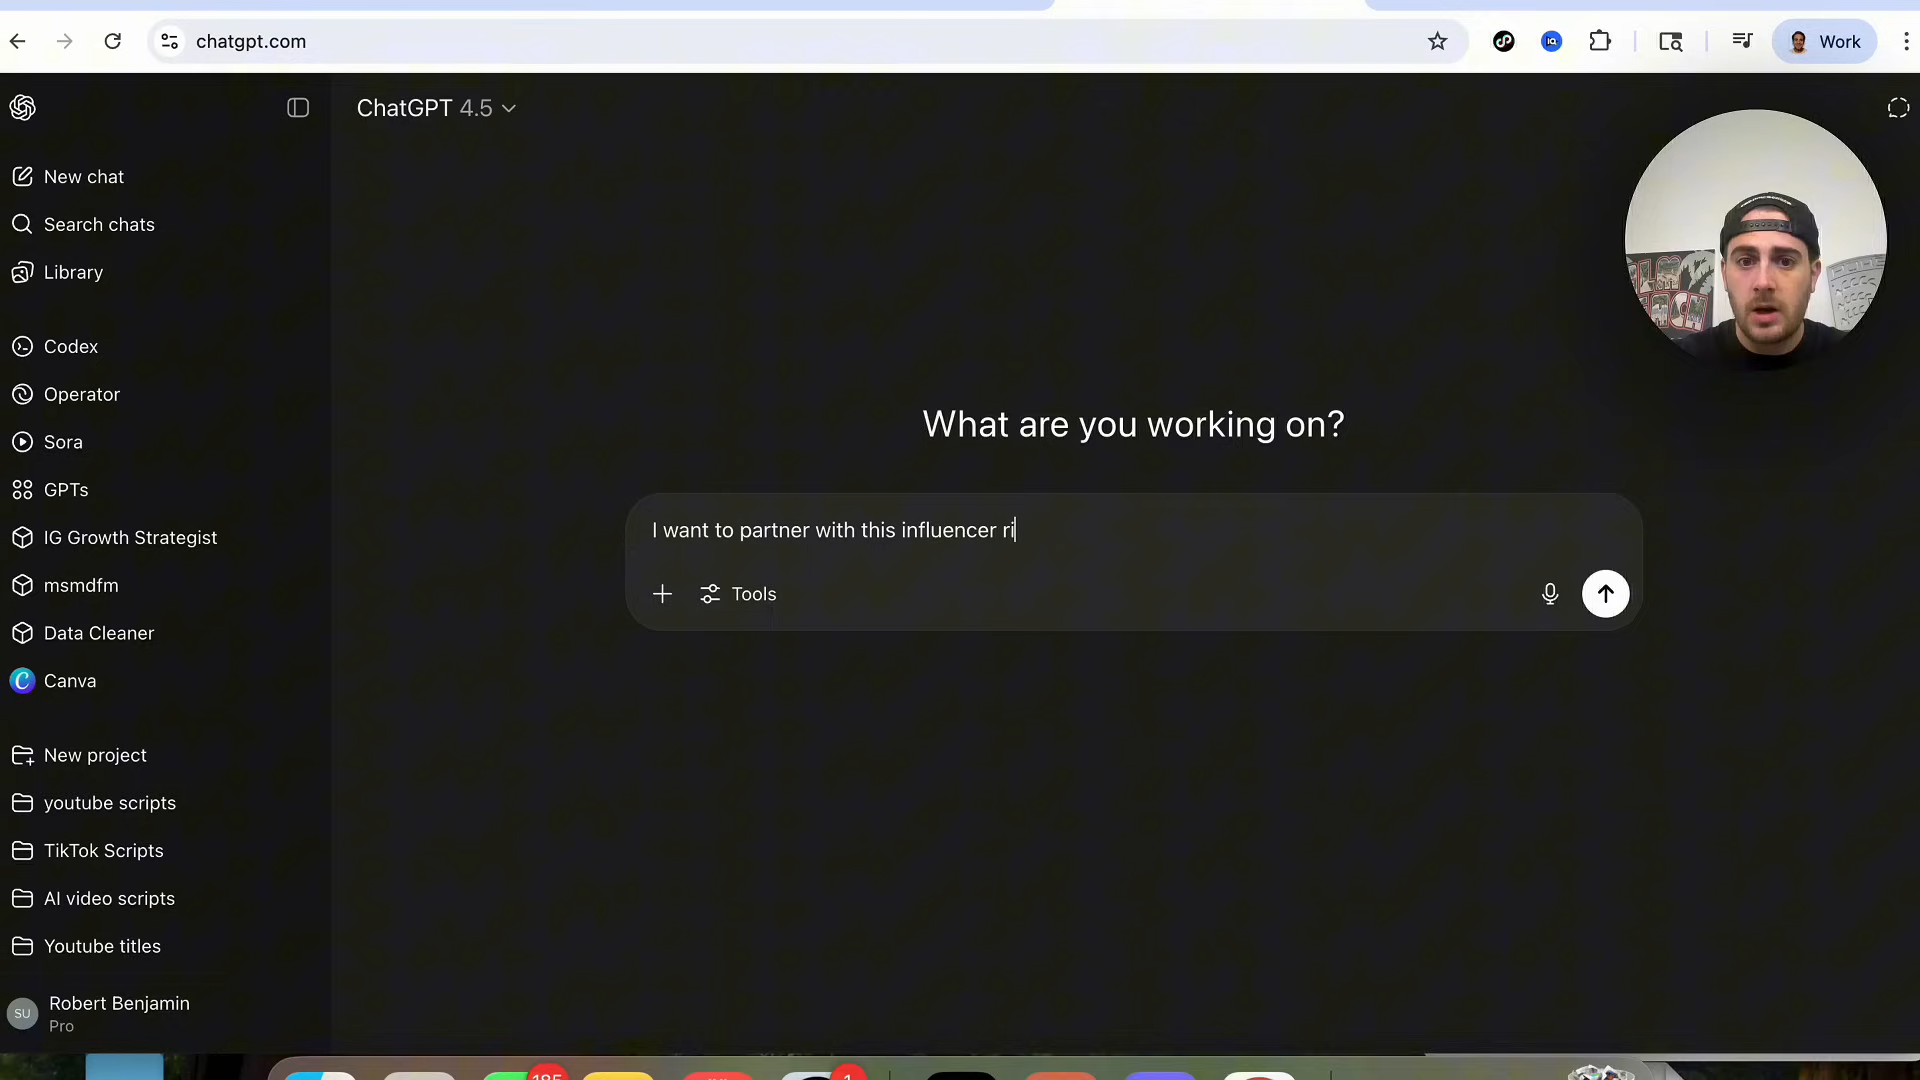 chatgpt.com
Work
ChatGPT 4.5
New chat
Search chats
Library
Codex
Operator
Sora
GPTs
IG Growth Strategist
msmdfm
Data Cleaner
Canva
New project
youtube scripts
TikTok Scripts
AI video scripts
Youtube titles
SU
Robert Benjamin
Pro
What are you working on?
I want to partner with this influencer ri
Tools
185
1